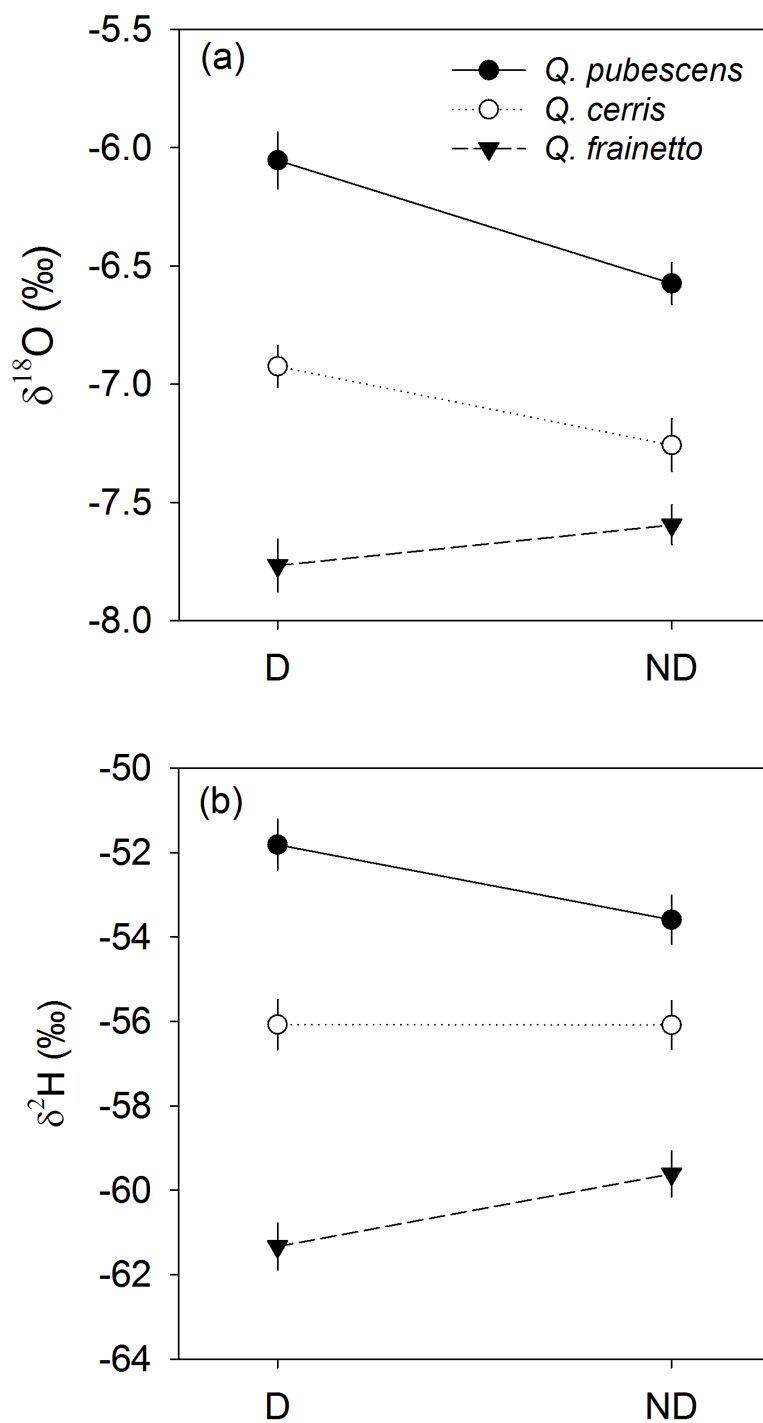 -5.5
(a)
Q. pubescens
Q. cerris
Q. frainetto
-6.0
-6.5
-7.0
-7.5
-8.0
δ¹⁸O (‰)
D ND
-50
(b)
-52
-54
-56
-58
-60
-62
-64
δ²H (‰)
D ND